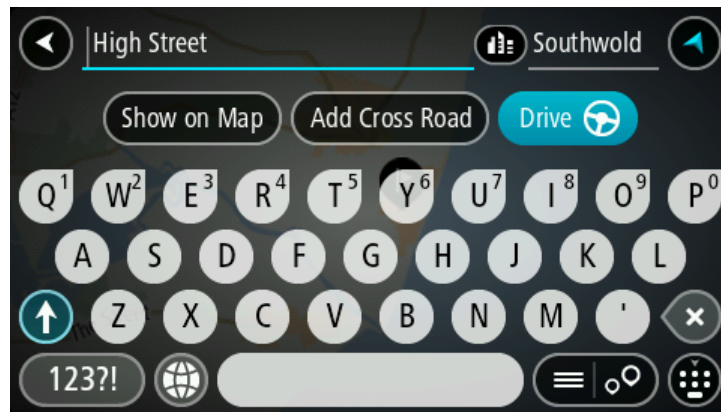 High Street Southwold
Show on Map Add Cross Road Drive
Q1 W2 E3 R4 T5 Y6 U7 I8 O9 P0
A S D F G H J K L
Z X C V B N M '
123?!